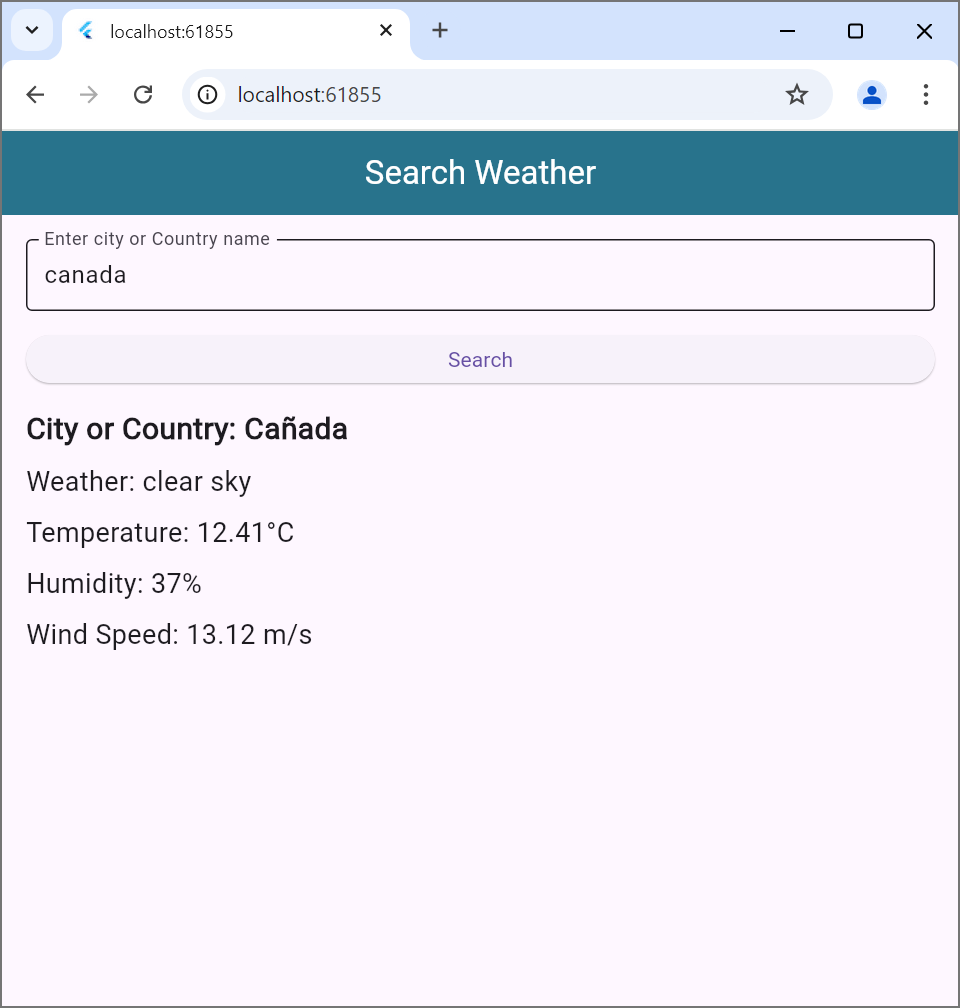 localhost:61855
localhost:61855
Search Weather
Enter city or Country name
canada
Search
City or Country: Cañada
Weather: clear sky
Temperature: 12.41°C
Humidity: 37%
Wind Speed: 13.12 m/s